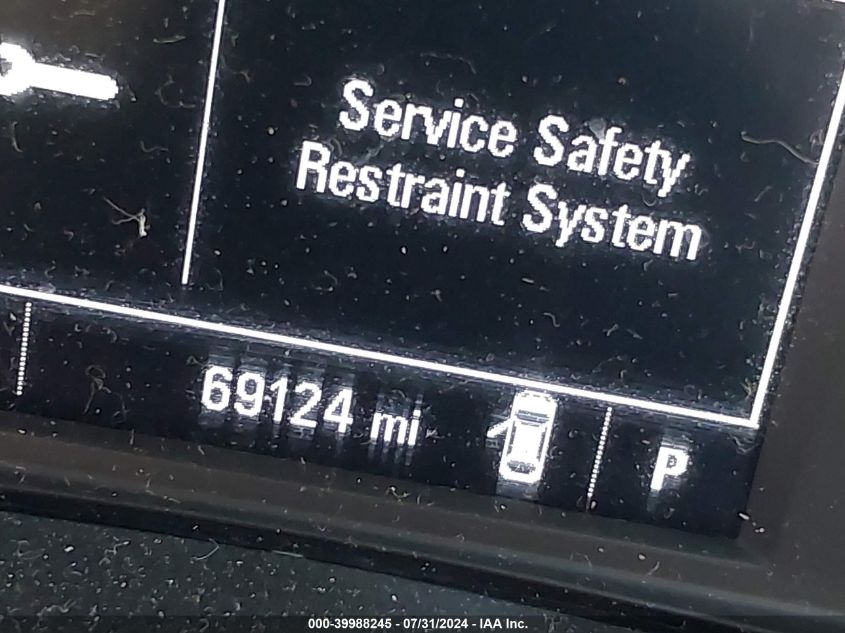 Service Safety
Restraint System
69124 mi
P
000-39988245 - 07/31/2024 - IAA Inc.